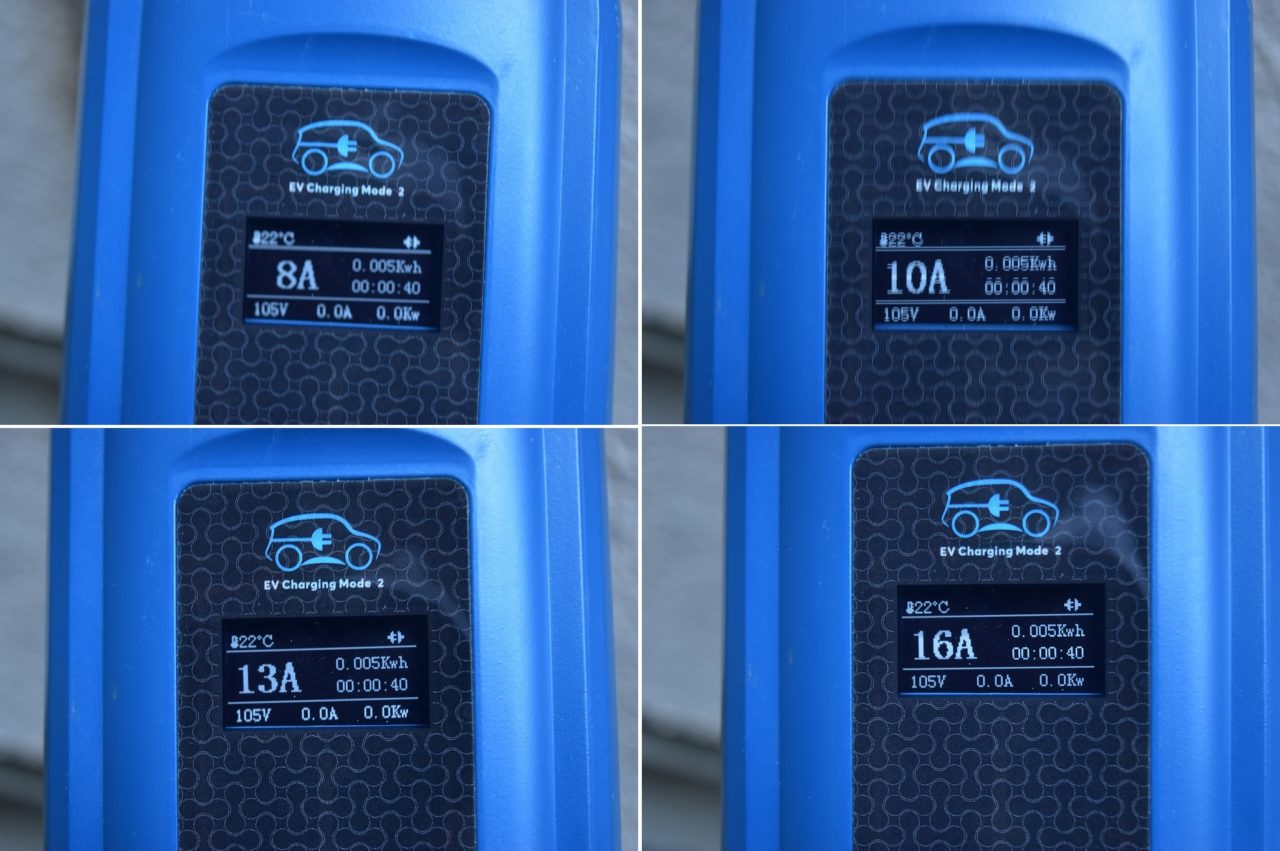 EV Charging Mode 2
22°C
8A
0.005Kwh
00:00:40
105V 0.0A 0.0Kw
EV Charging Mode 2
22°C
10A
0.005Kwh
00:00:40
105V 0.0A 0.0Kw
EV Charging Mode 2
22°C
13A
0.005Kwh
00:00:40
105V 0.0A 0.0Kw
EV Charging Mode 2
22°C
16A
0.005Kwh
00:00:40
105V 0.0A 0.0Kw